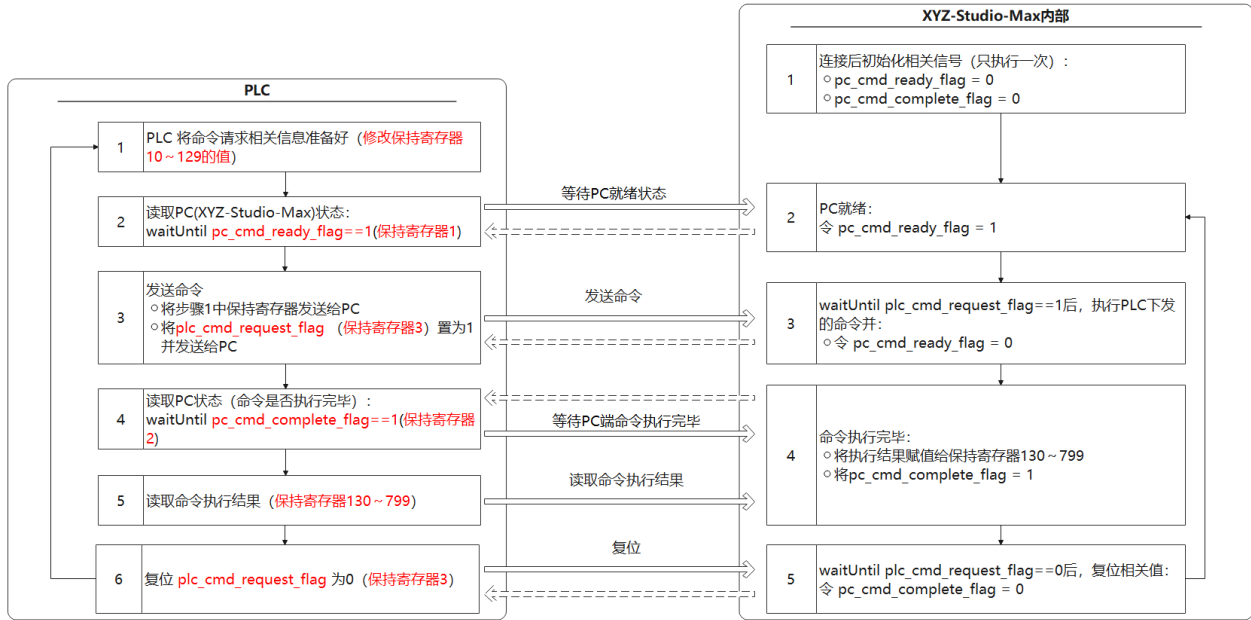 PLC
1
PLC 将命令请求相关信息准备好（修改保持寄存器
10～129的值）
2
读取PC(XYZ-Studio-Max)状态：
waitUntil pc_cmd_ready_flag==1(保持寄存器1)
3
发送命令
○将步骤1中保持寄存器发送给PC
○将plc_cmd_request_flag （保持寄存器3）置为1
并发送给PC
4
读取PC状态（命令是否执行完毕）：
waitUntil pc_cmd_complete_flag==1(保持寄存器
2)
5
读取命令执行结果（保持寄存器130～799）
6
复位 plc_cmd_request_flag 为0（保持寄存器3）
等待PC就绪状态
发送命令
等待PC端命令执行完毕
读取命令执行结果
复位
XYZ-Studio-Max内部
1
连接后初始化相关信号（只执行一次）：
○ pc_cmd_ready_flag = 0
○ pc_cmd_complete_flag = 0
2
PC就绪：
令 pc_cmd_ready_flag = 1
3
waitUntil plc_cmd_request_flag==1后，执行PLC下发
的命令并：
○ 令 pc_cmd_ready_flag = 0
4
命令执行完毕：
○将执行结果赋值给保持寄存器130～799
○将pc_cmd_complete_flag = 1
5
waitUntil plc_cmd_request_flag==0后，复位相关值：
令 pc_cmd_complete_flag = 0